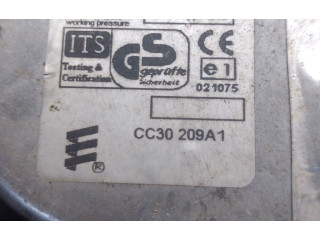 working pressure
ITS
Testing &
Certification
GS
geprüfte
Sicherheit
CE
e1
021075
CC30 209A1
®